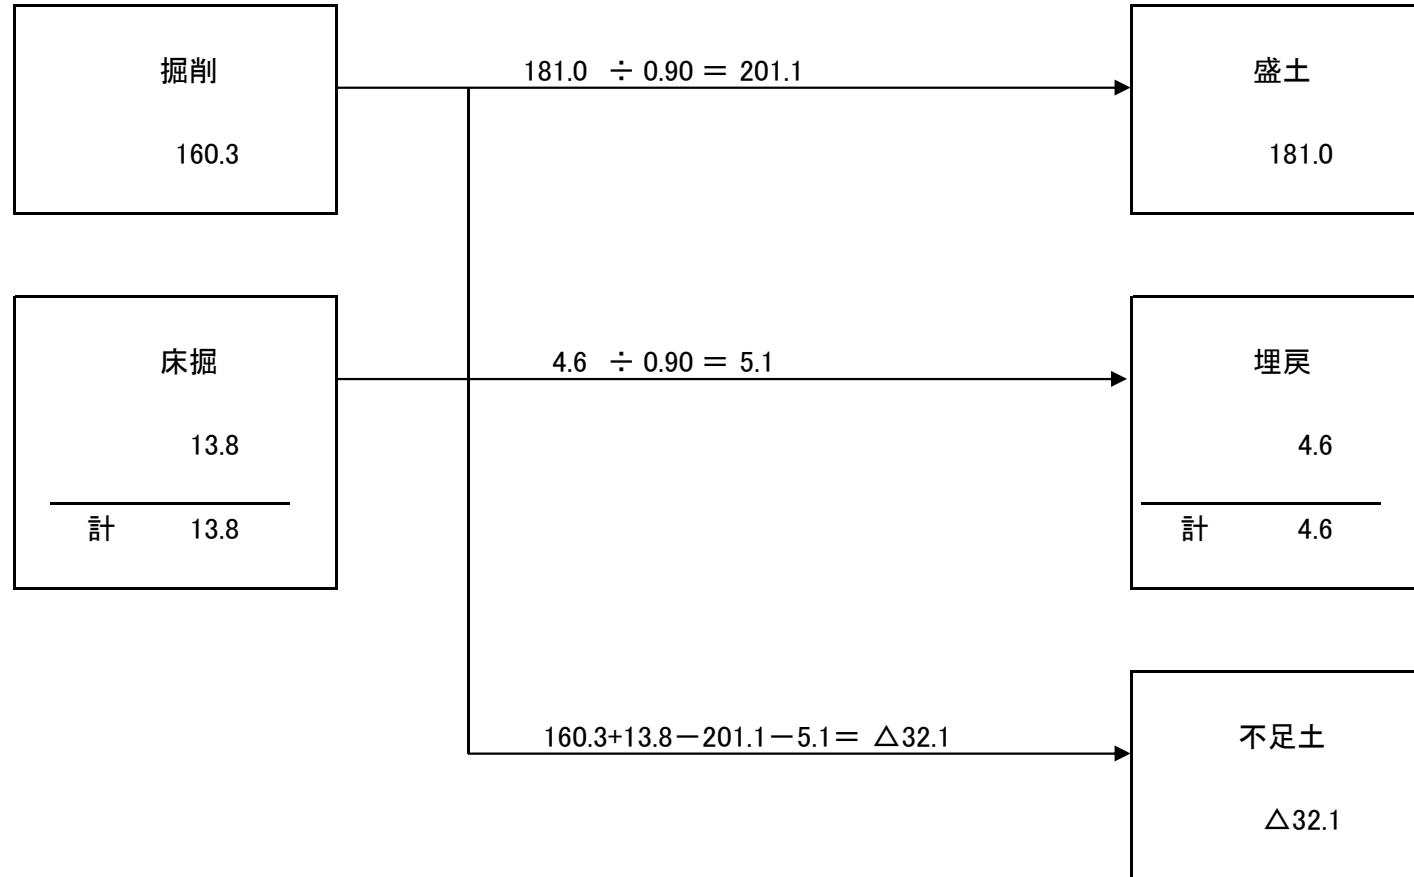 掘削
160.3
181.0 ÷ 0.90 = 201.1
盛土
181.0
床掘
13.8
計 13.8
4.6 ÷ 0.90 = 5.1
埋戻
4.6
計 4.6
160.3+13.8-201.1-5.1= △32.1
不足土
△32.1